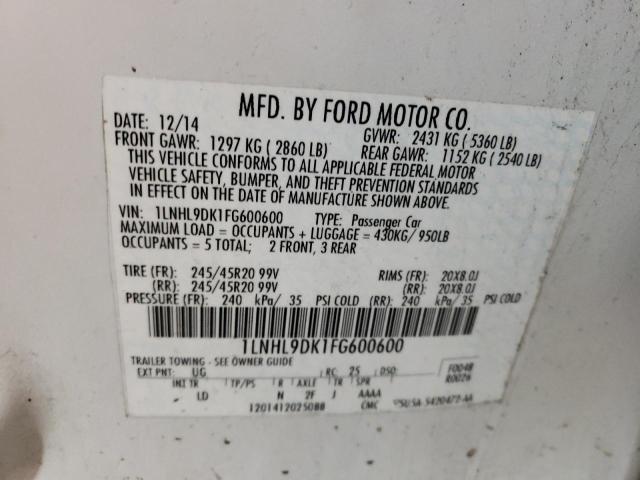 MFD. BY FORD MOTOR CO.
DATE: 12/14 GVWR: 2431 KG ( 5360 LB)
FRONT GAWR: 1297 KG ( 2860 LB) REAR GAWR: 1152 KG ( 2540 LB)
THIS VEHICLE CONFORMS TO ALL APPLICABLE FEDERAL MOTOR
VEHICLE SAFETY, BUMPER, AND THEFT PREVENTION STANDARDS
IN EFFECT ON THE DATE OF MANUFACTURE SHOWN ABOVE.
VIN: 1LNHL9DK1FG600600 TYPE: Passenger Car
MAXIMUM LOAD = OCCUPANTS + LUGGAGE = 430KG/ 950LB
OCCUPANTS = 5 TOTAL; 2 FRONT, 3 REAR
TIRE (FR): 245/45R20 99V RIMS (FR): 20X8.0J
(RR): 245/45R20 99V (RR): 20X8.0J
PRESSURE (FR): 240 kPa/ 35 PSI COLD (RR): 240 kPa/ 35 PSI COLD
1LNHL9DK1FG600600
TRAILER TOWING - SEE OWNER GUIDE
EXT PNT: UG RC: 25 DSO: F0048
R0026
INT TR TP/PS R AXLE TR SPR
LD N 2F J AAAA
1201412025088 CMC 5U5A-5420472-AA